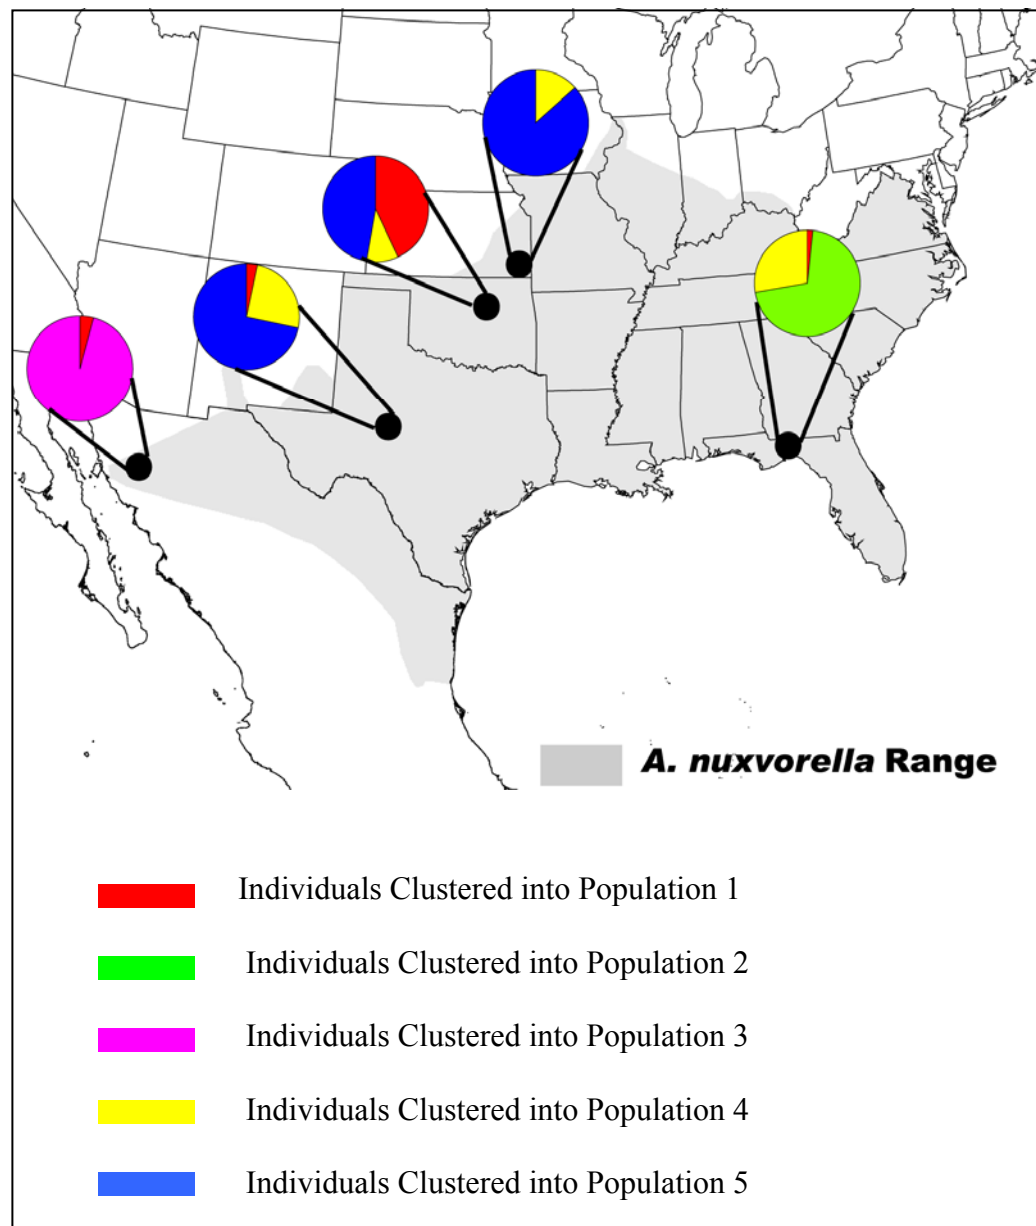 A. nuxvorella Range
Individuals Clustered into Population 1
Individuals Clustered into Population 2
Individuals Clustered into Population 3
Individuals Clustered into Population 4
Individuals Clustered into Population 5